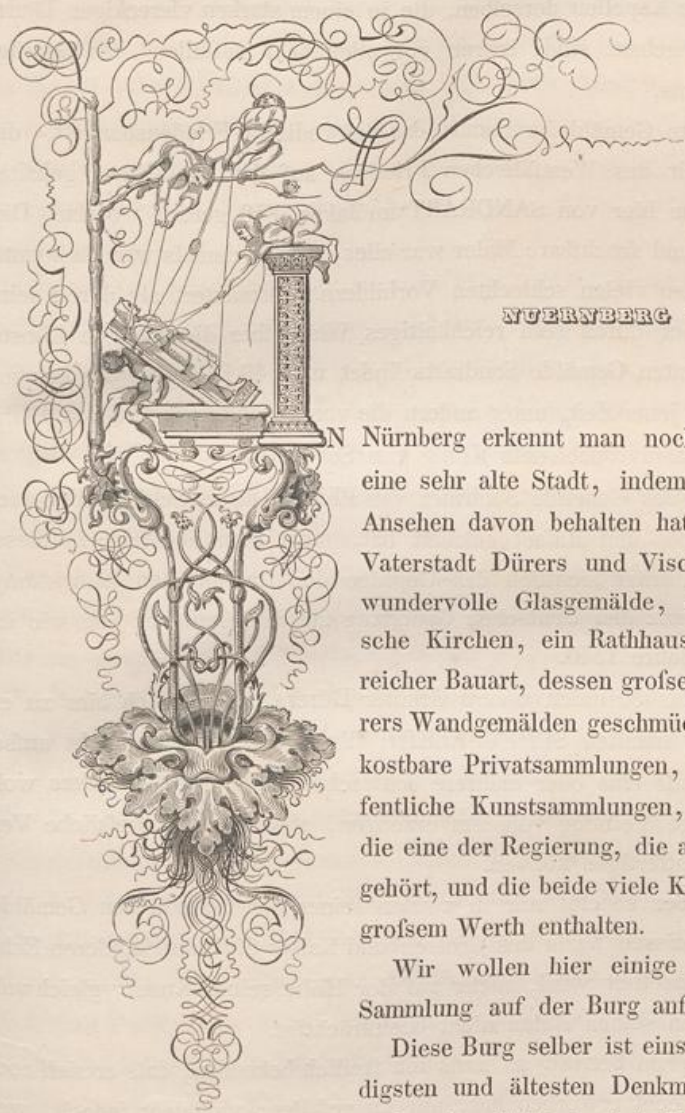 NUERNBERG
N Nürnberg erkennt man noch
eine sehr alte Stadt, indem
Ansehen davon behalten hat
Vaterstadt Dürers und Visc
wundervolle Glasgemälde,
sche Kirchen, ein Rathhaus
reicher Bauart, dessen grofse
rers Wandgemälden geschmüc
kostbare Privatsammlungen,
fentliche Kunstsammlungen,
die eine der Regierung, die a
gehört, und die beide viele K
grofsem Werth enthalten.
Wir wollen hier einige
Sammlung auf der Burg anf
Diese Burg selber ist eins
digsten und ältesten Denkm